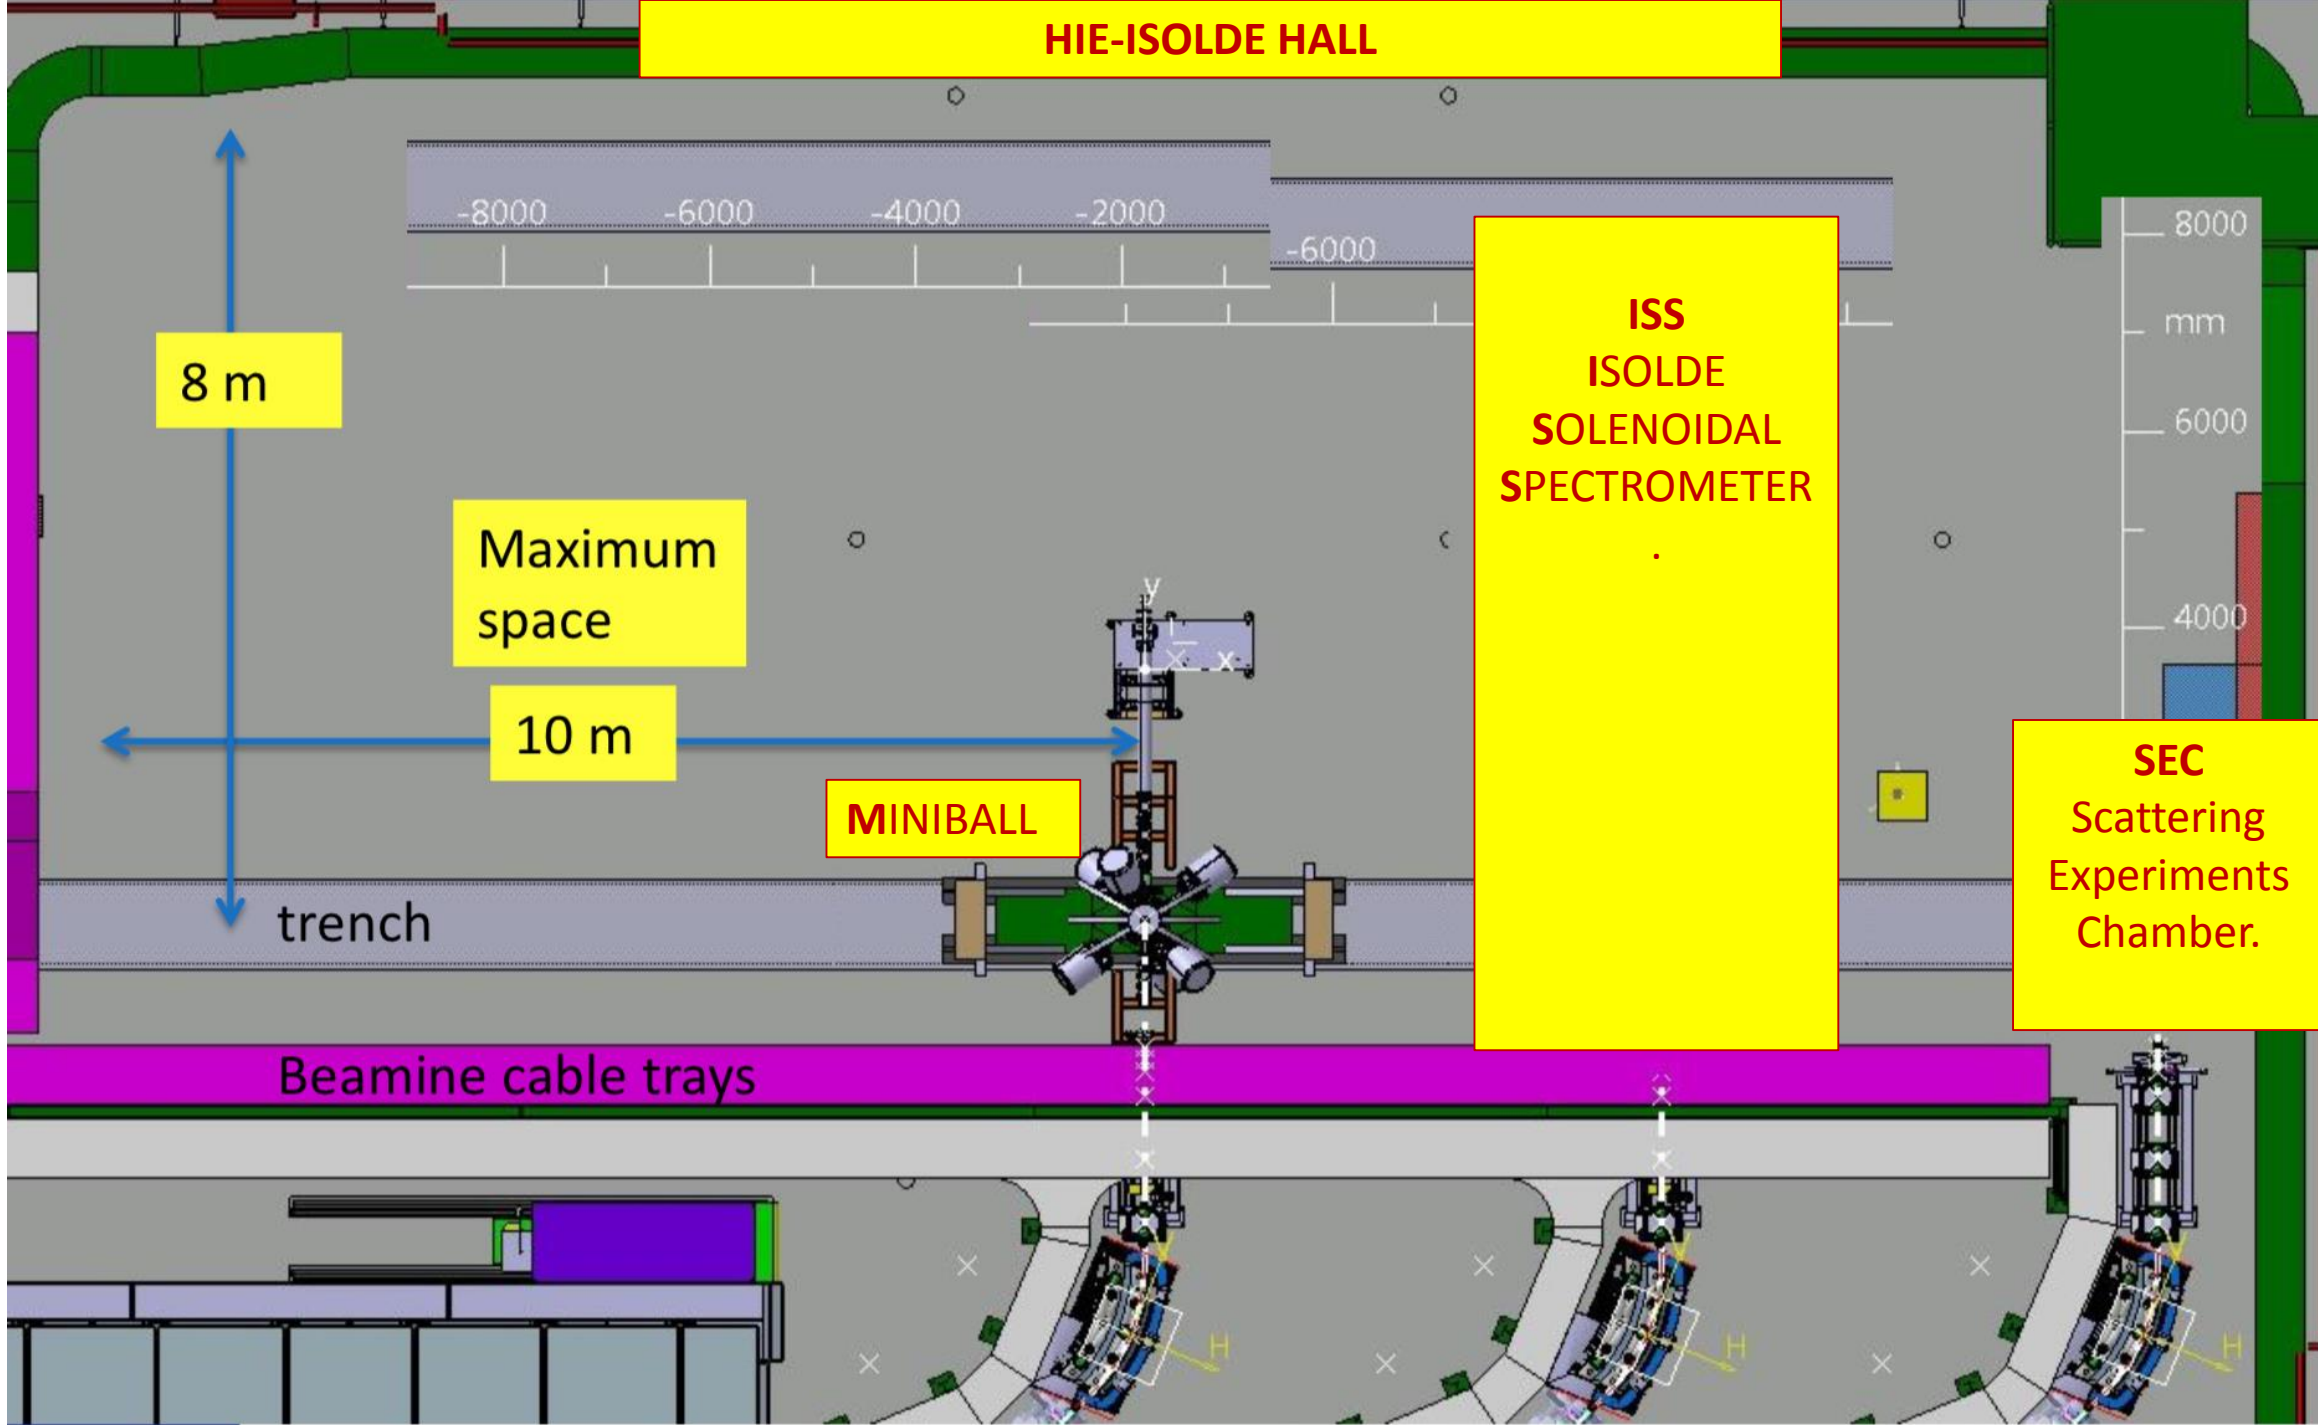 HIE-ISOLDE HALL
-8000
-6000
-4000
-2000
-6000
8000
mm
6000
4000
8 m
ISS
ISOLDE
SOLENOIDAL
SPECTROMETER
.
Maximum
space
y
x
10 m
MINIBALL
SEC
Scattering
Experiments
Chamber.
trench
Beamine cable trays
H
H
H